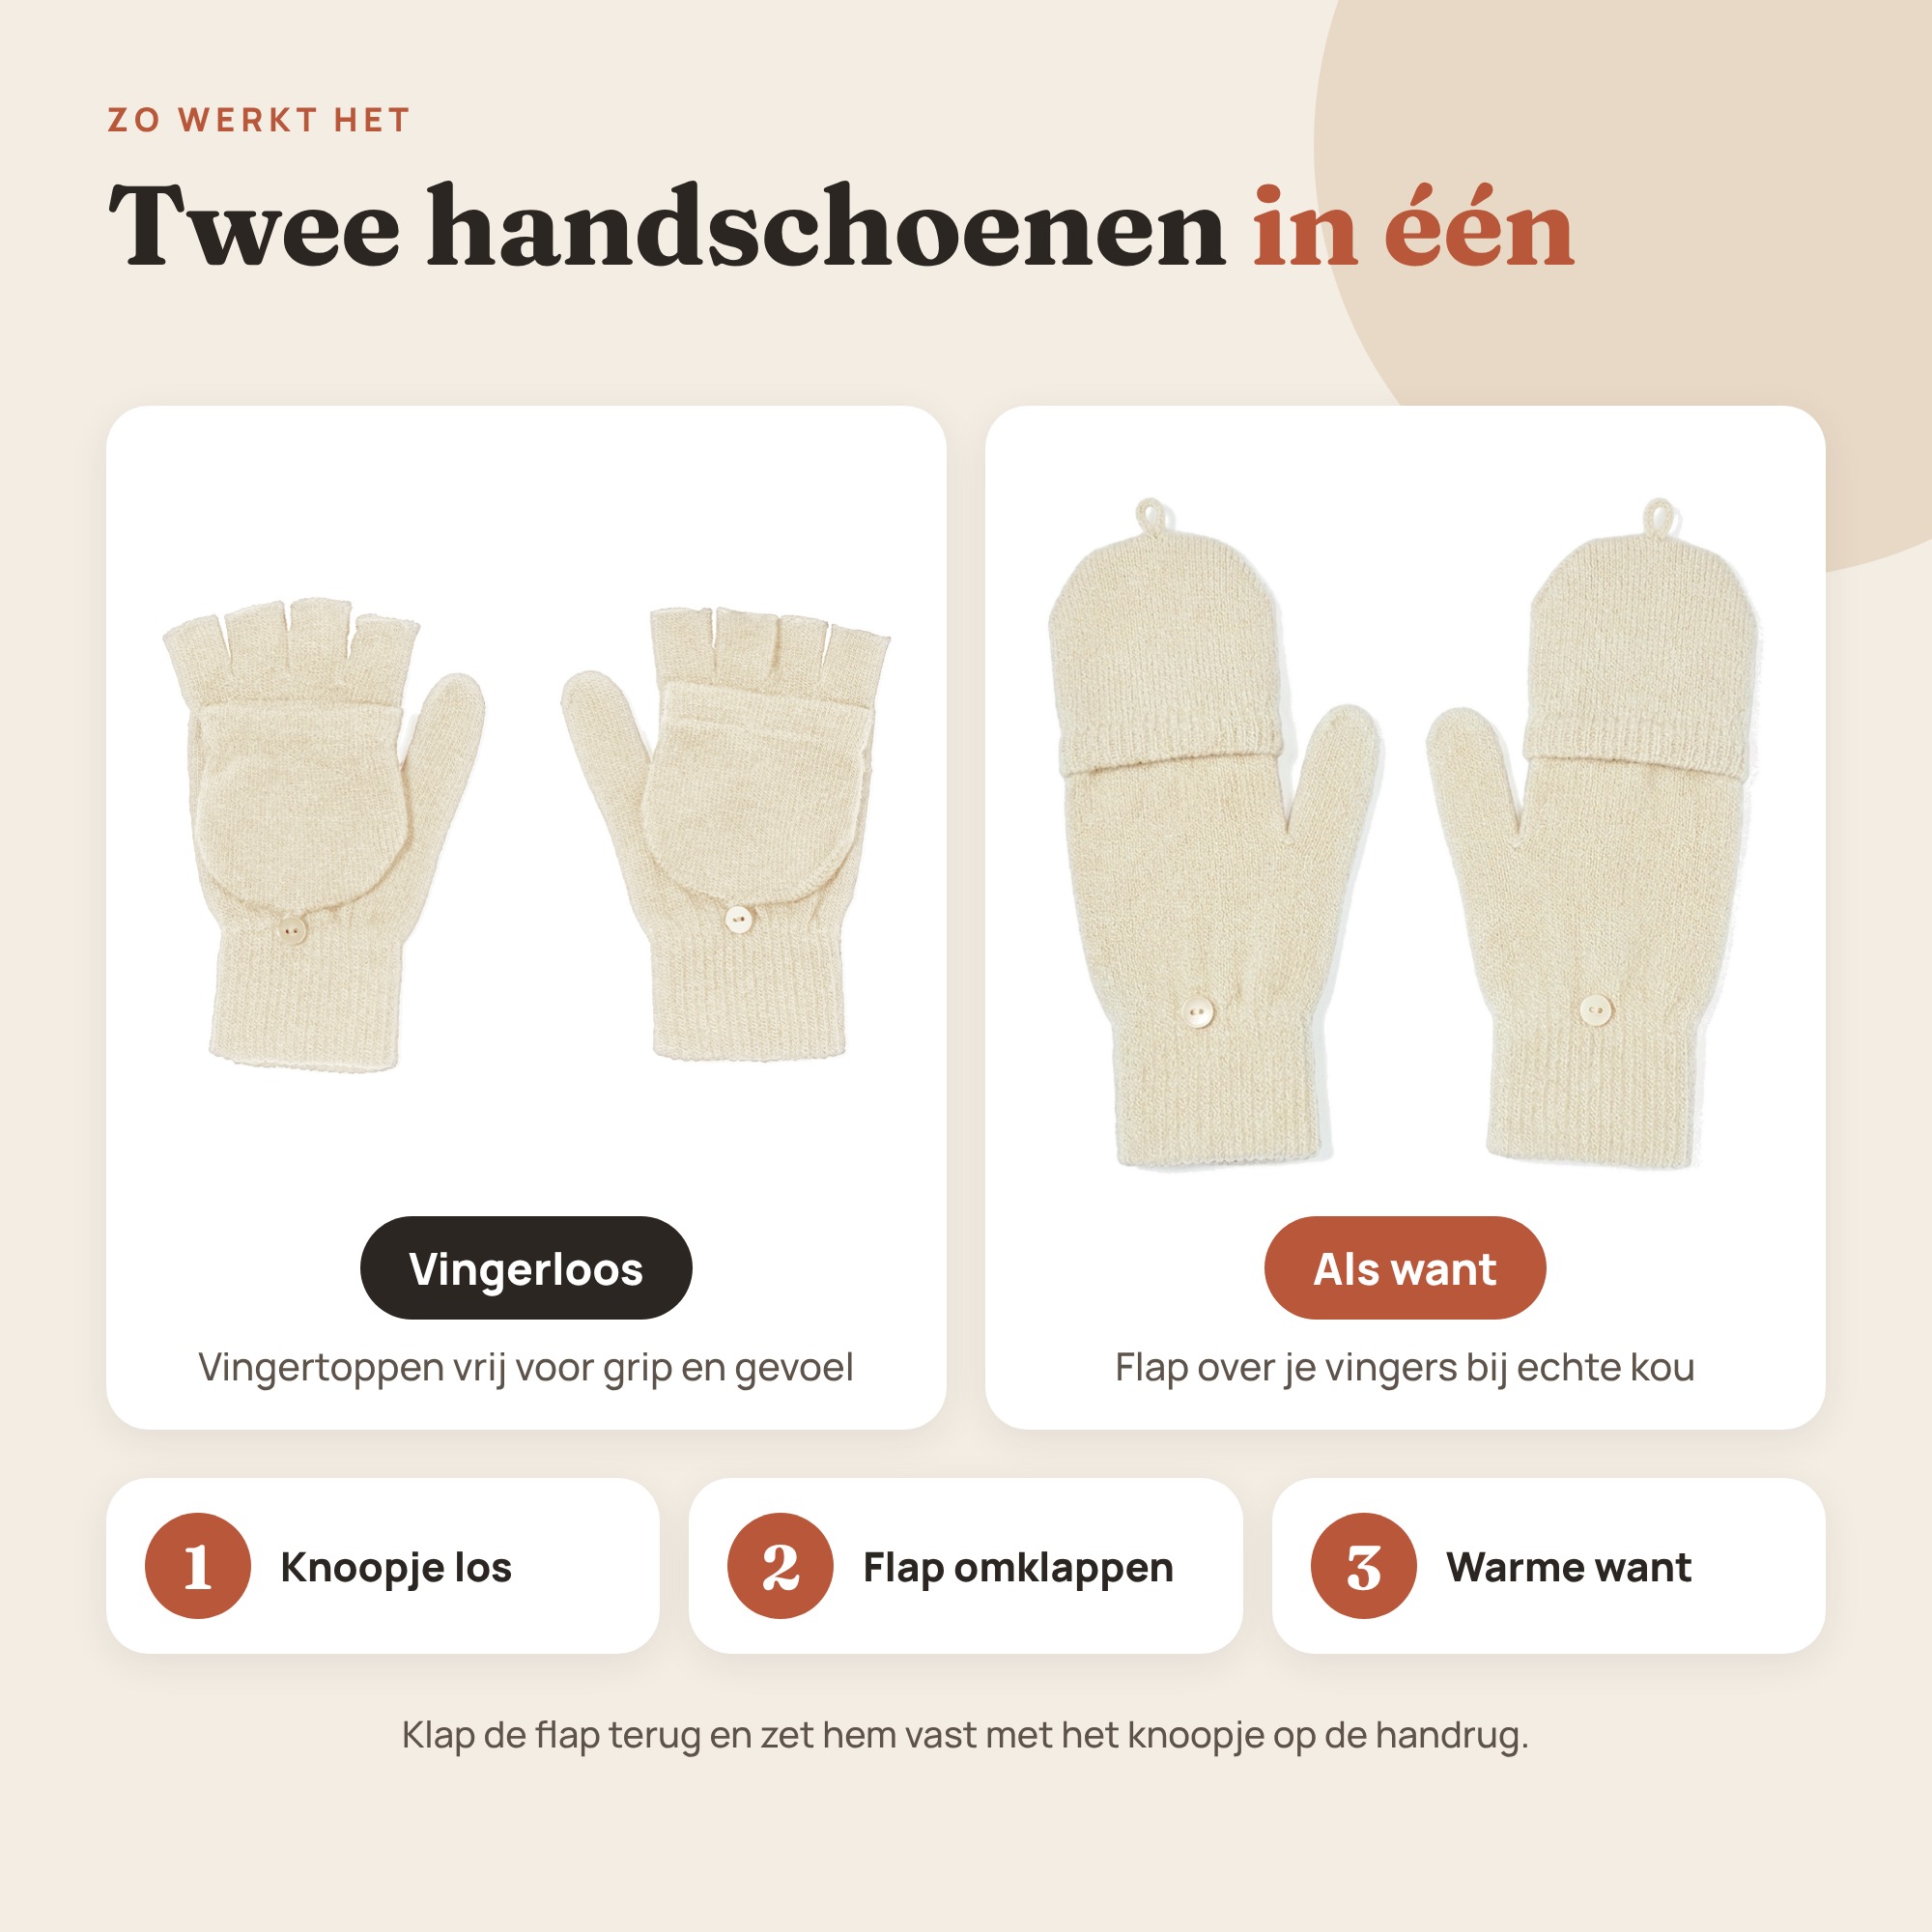 ZO WERKT HET
Twee handschoenen in één
Vingerloos
Vingertoppen vrij voor grip en gevoel
Als want
Flap over je vingers bij echte kou
1 Knoopje los
2 Flap omklappen
3 Warme want
Klap de flap terug en zet hem vast met het knoopje op de handrug.